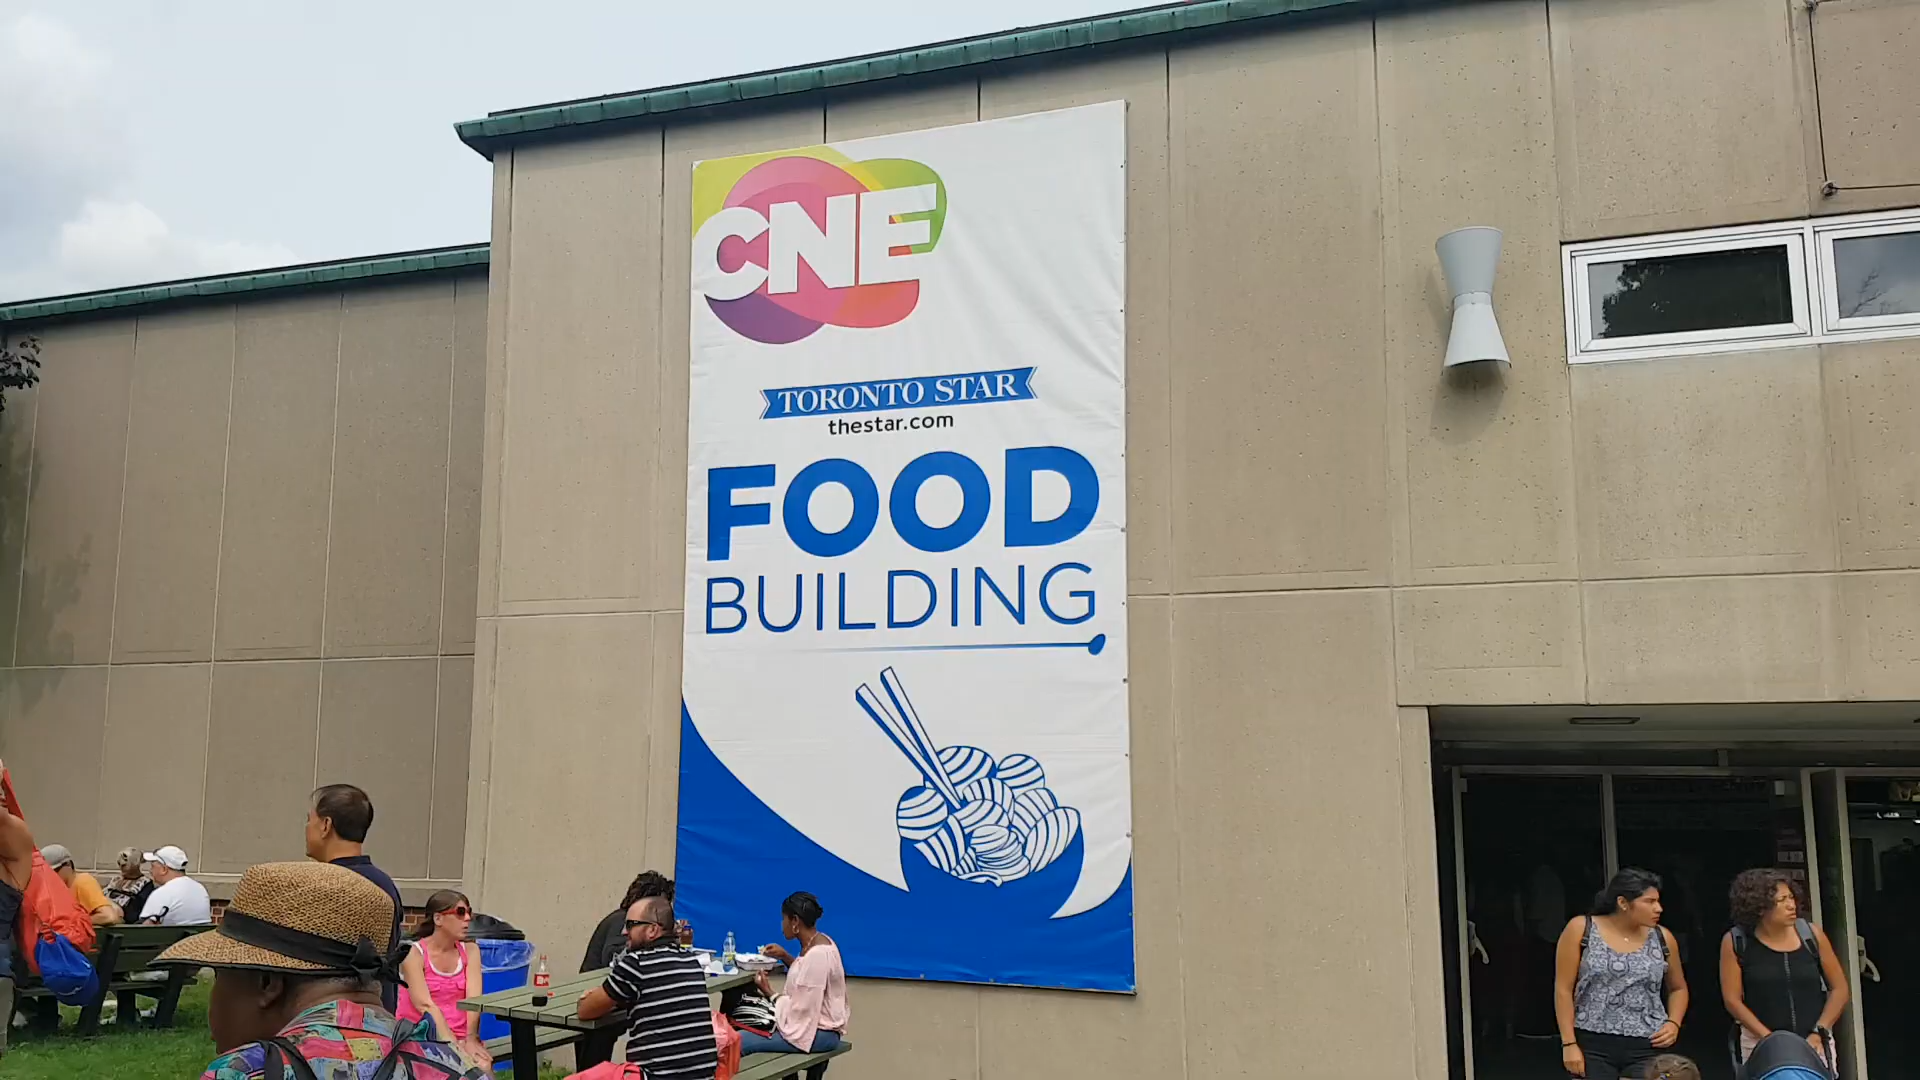 CNE
TORONTO STAR
thestar.com
FOOD
BUILDING